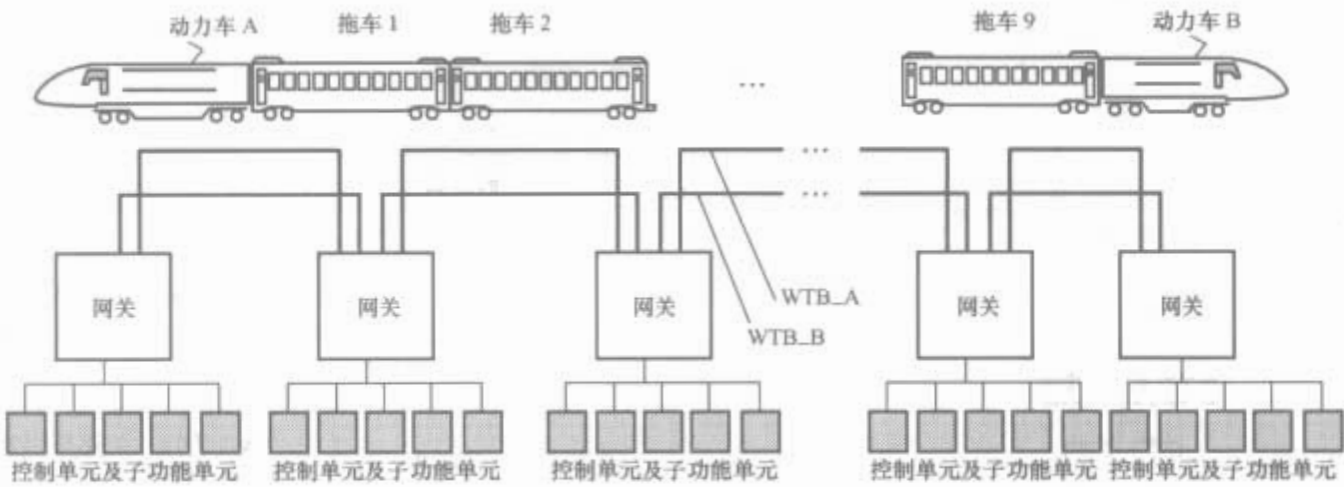 动力车 A 拖车 1 拖车 2 拖车 9 动力车 B
...
... 
...
网关 网关 网关 网关 网关
WTB_A
WTB_B
控制单元及子功能单元 控制单元及子功能单元 控制单元及子功能单元 控制单元及子功能单元 控制单元及子功能单元